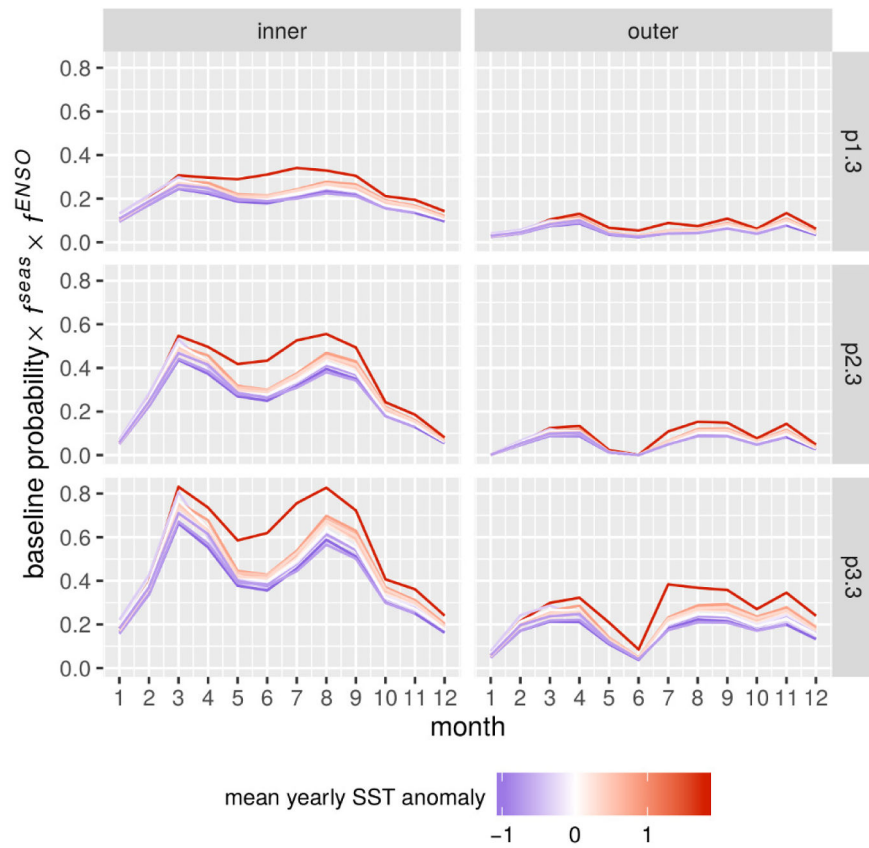 inner outer
0.8
0.6
0.4
0.2
0.0
p1.3
0.8
0.6
0.4
0.2
0.0
p2.3
0.8
0.6
0.4
0.2
0.0
p3.3
baseline probability × f^seas × f^ENSO
1 2 3 4 5 6 7 8 9 10 11 12 1 2 3 4 5 6 7 8 9 10 11 12
month
mean yearly SST anomaly
−1 0 1